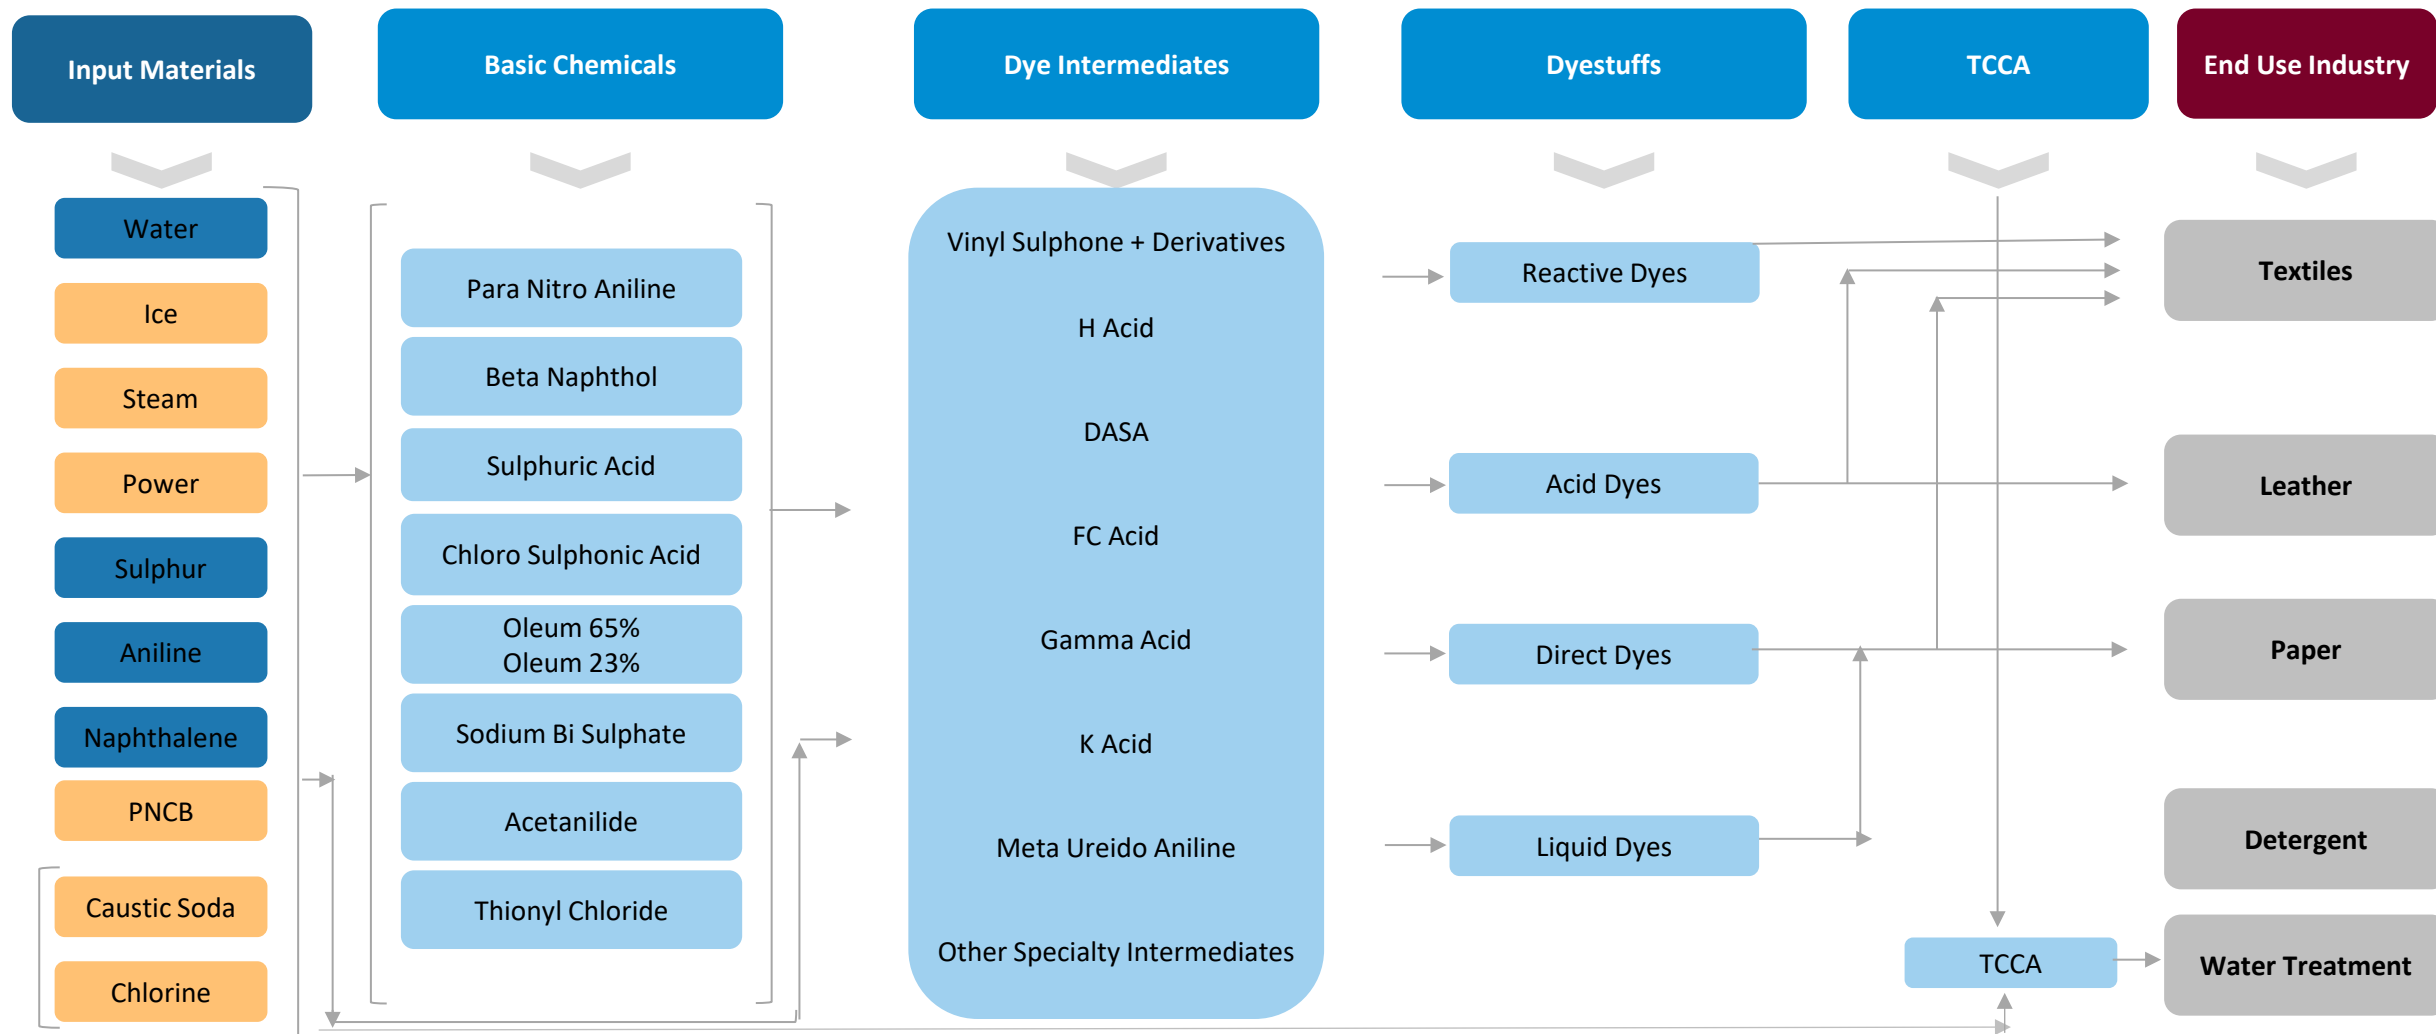 Input Materials
Basic Chemicals
Dye Intermediates
Dyestuffs
TCCA
End Use Industry
Water
Ice
Steam
Power
Sulphur
Aniline
Naphthalene
PNCB
Caustic Soda
Chlorine
Para Nitro Aniline
Beta Naphthol
Sulphuric Acid
Chloro Sulphonic Acid
Oleum 65%
Oleum 23%
Sodium Bi Sulphate
Acetanilide
Thionyl Chloride
Vinyl Sulphone + Derivatives
H Acid
DASA
FC Acid
Gamma Acid
K Acid
Meta Ureido Aniline
Other Specialty Intermediates
Reactive Dyes
Acid Dyes
Direct Dyes
Liquid Dyes
TCCA
Textiles
Leather
Paper
Detergent
Water Treatment